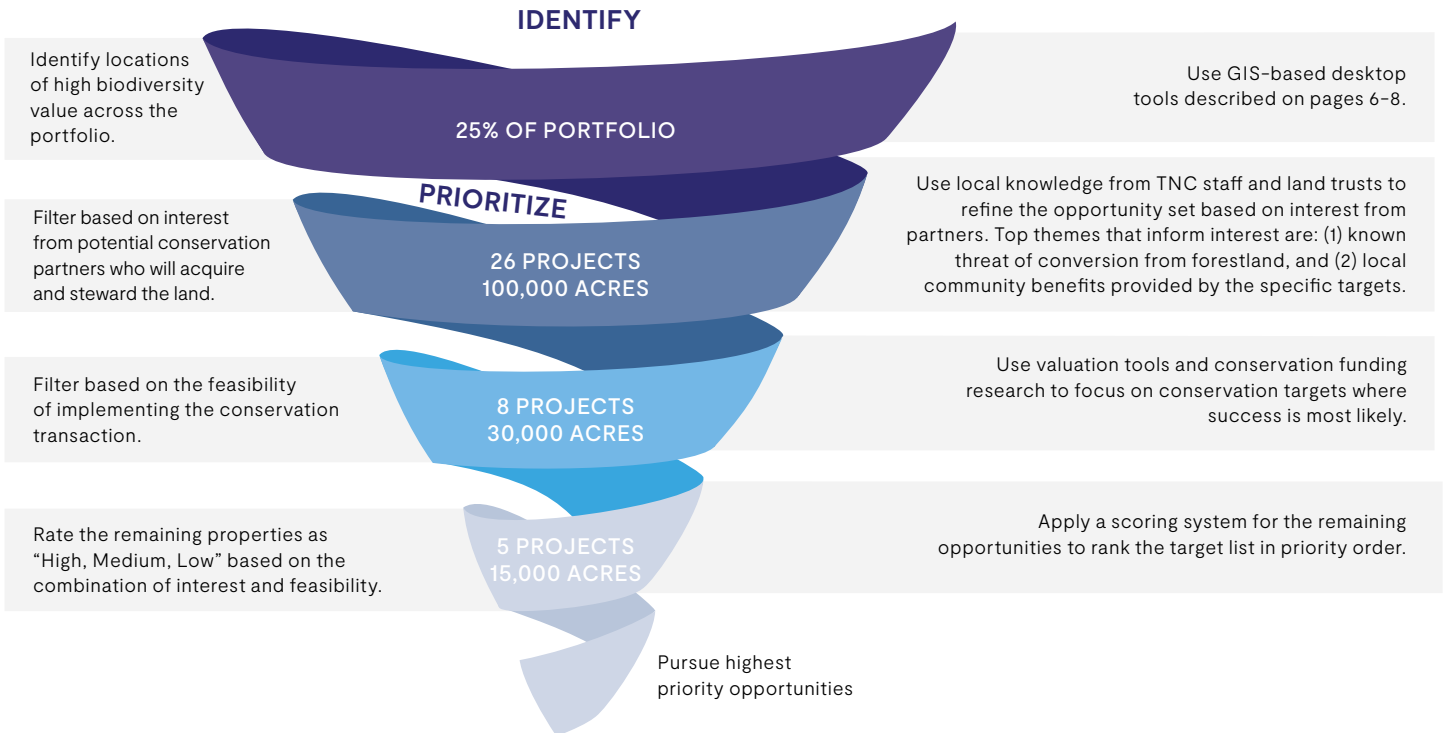 IDENTIFY
Identify locations
of high biodiversity
value across the
portfolio.
25% OF PORTFOLIO
Use GIS-based desktop
tools described on pages 6-8.
PRIORITIZE
Filter based on interest
from potential conservation
partners who will acquire
and steward the land.
26 PROJECTS
100,000 ACRES
Use local knowledge from TNC staff and land trusts to
refine the opportunity set based on interest from
partners. Top themes that inform interest are: (1) known
threat of conversion from forestland, and (2) local
community benefits provided by the specific targets.
Filter based on the feasibility
of implementing the conservation
transaction.
8 PROJECTS
30,000 ACRES
Use valuation tools and conservation funding
research to focus on conservation targets where
success is most likely.
Rate the remaining properties as
“High, Medium, Low” based on the
combination of interest and feasibility.
5 PROJECTS
15,000 ACRES
Apply a scoring system for the remaining
opportunities to rank the target list in priority order.
Pursue highest
priority opportunities